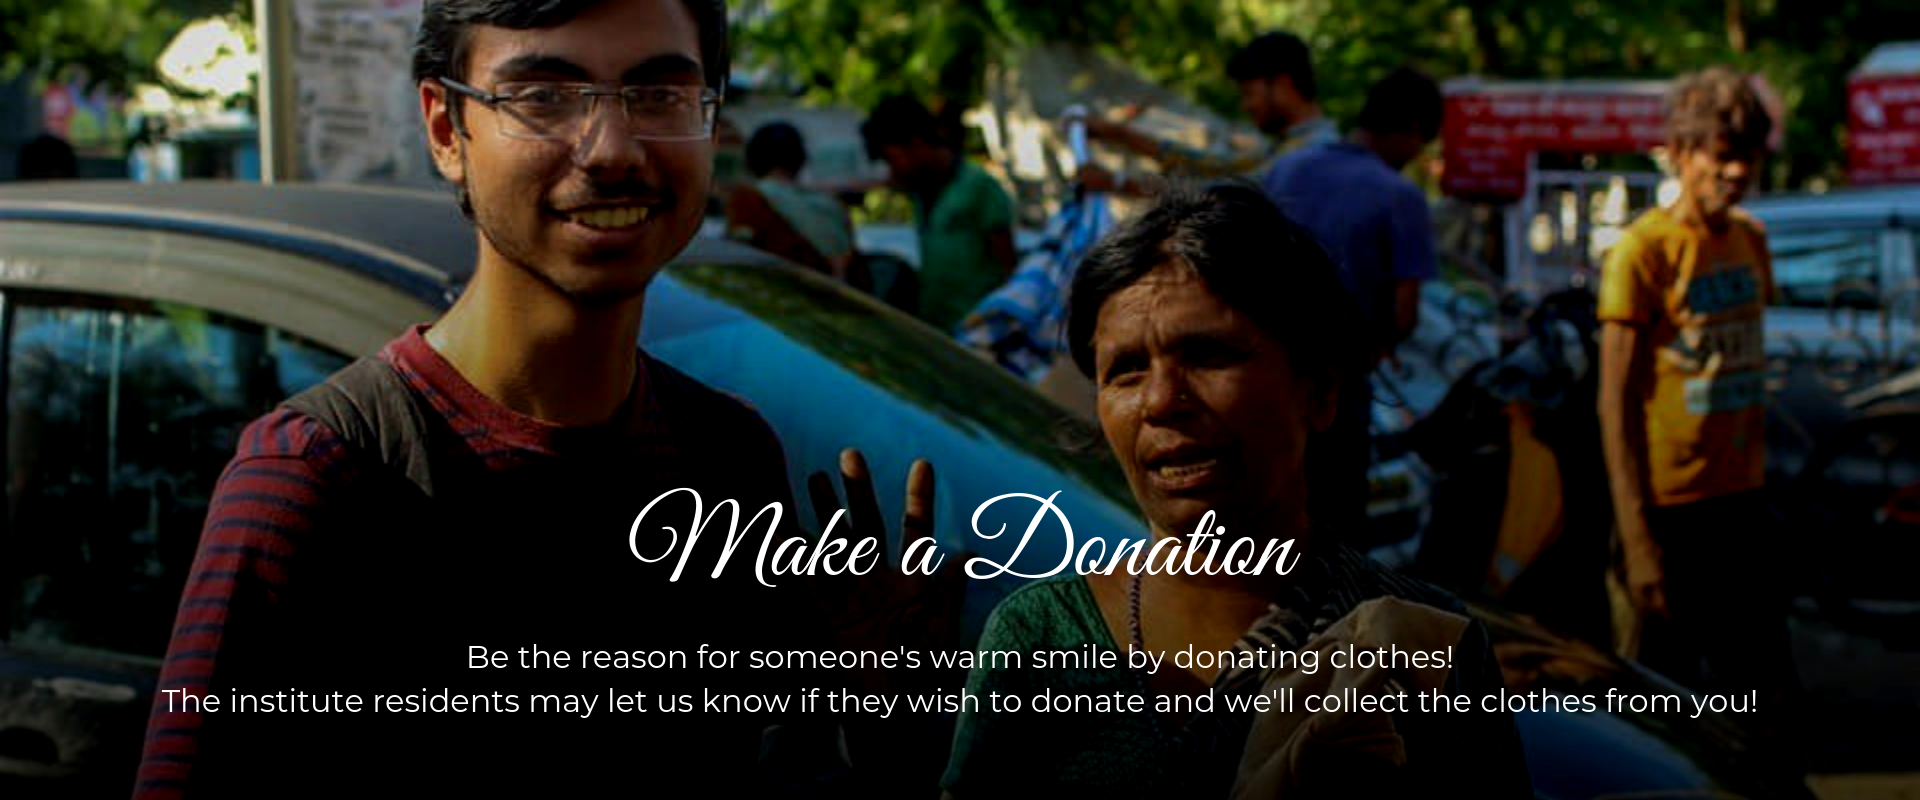 Make a Donation
Be the reason for someone's warm smile by donating clothes!
The institute residents may let us know if they wish to donate and we'll collect the clothes from you!